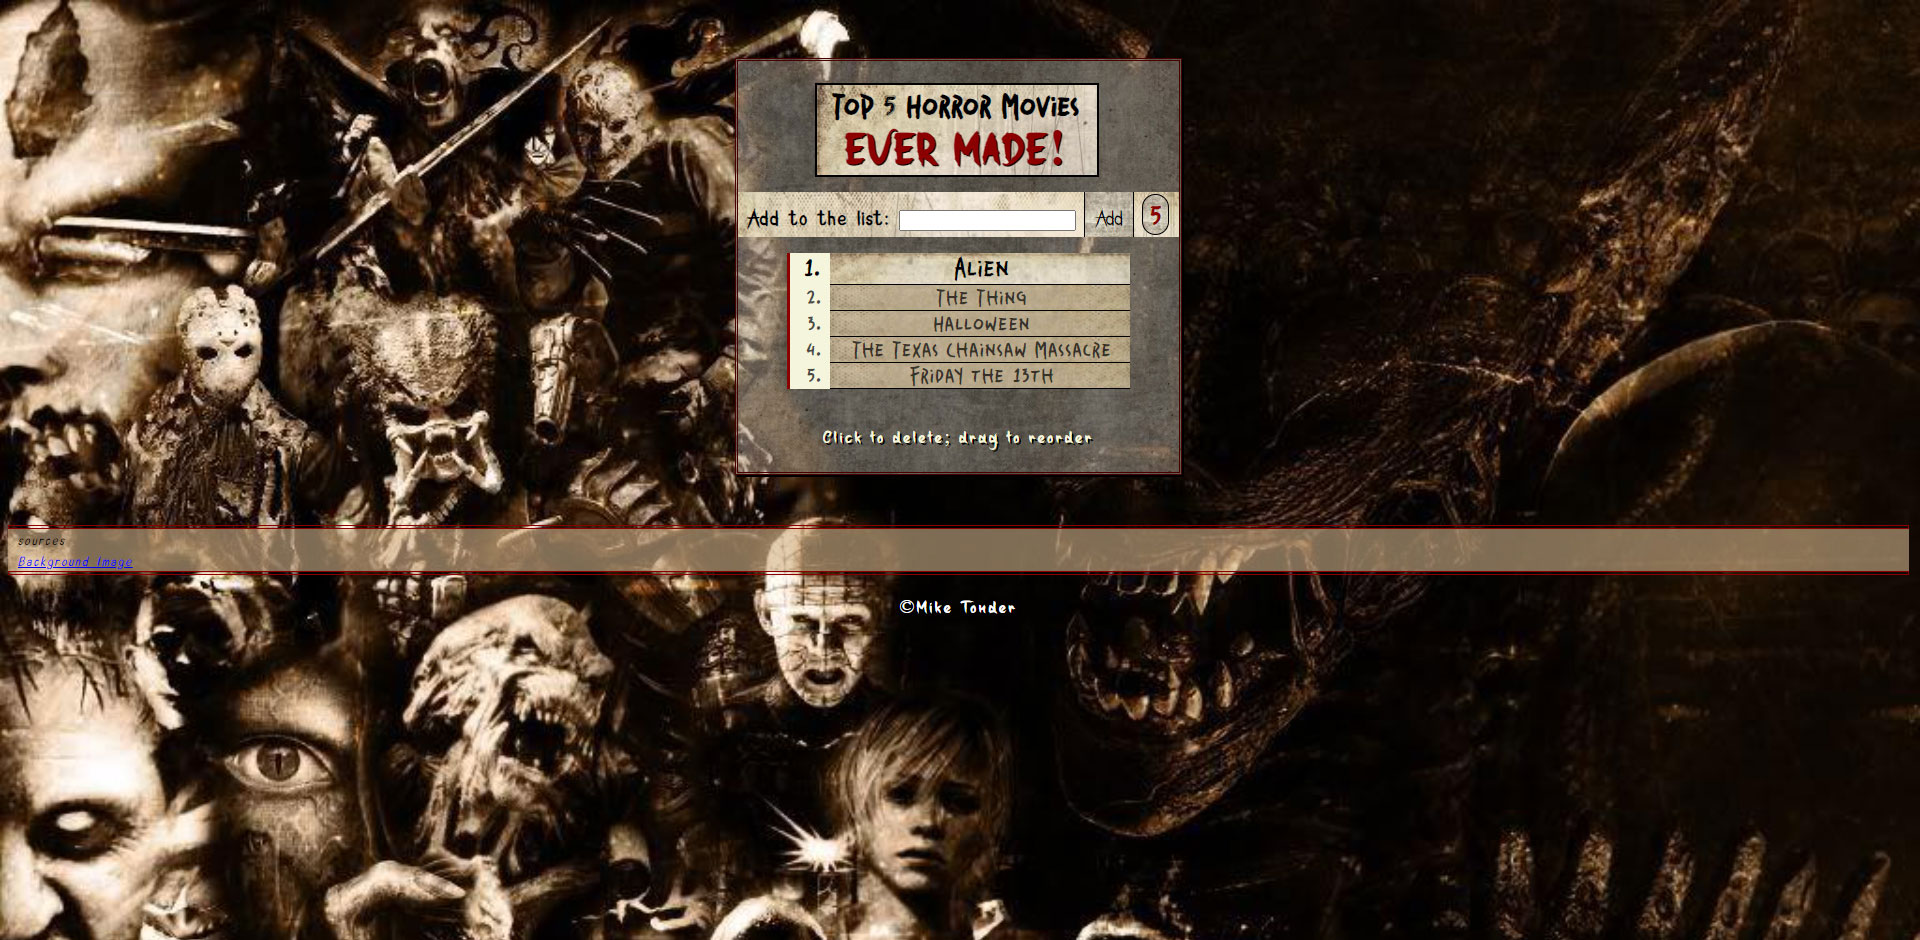 Top 5 Horror Movies
EVER MADE!
Add to the list:
Add
5
1. Alien
2. The Thing
3. Halloween
4. The Texas Chainsaw Massacre
5. Friday the 13th
Click to delete; drag to reorder
sources
Background Image
©Mike Touder